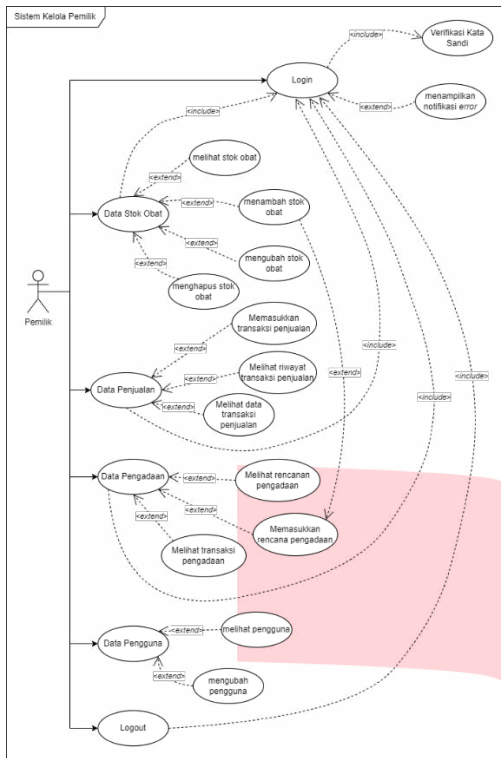 Sistem Kelola Pemilik
<include>
Verifikasi Kata
Sandi
Login
<extend>
menampilkan
notifikasi error
<include>
melihat stok obat
<extend>
Data Stok Obat
<extend>
menambah stok
obat
<extend>
mengubah stok
obat
<extend>
menghapus stok
obat
Pemilik
Memasukkan
transaksi penjualan
<extend>
<include>
<extend>
Melihat riwayat
transaksi penjualan
<extend>
<include>
Data Penjualan
<extend>
Melihat data
transaksi
penjualan
<include>
Data Pengadaan
<extend>
Melihat rencanan
pengadaan
<extend>
<extend>
Memasukkan
rencana pengadaan
Melihat transaksi
pengadaan
Data Pengguna
<extend>
melihat pengguna
<extend>
mengubah
pengguna
Logout